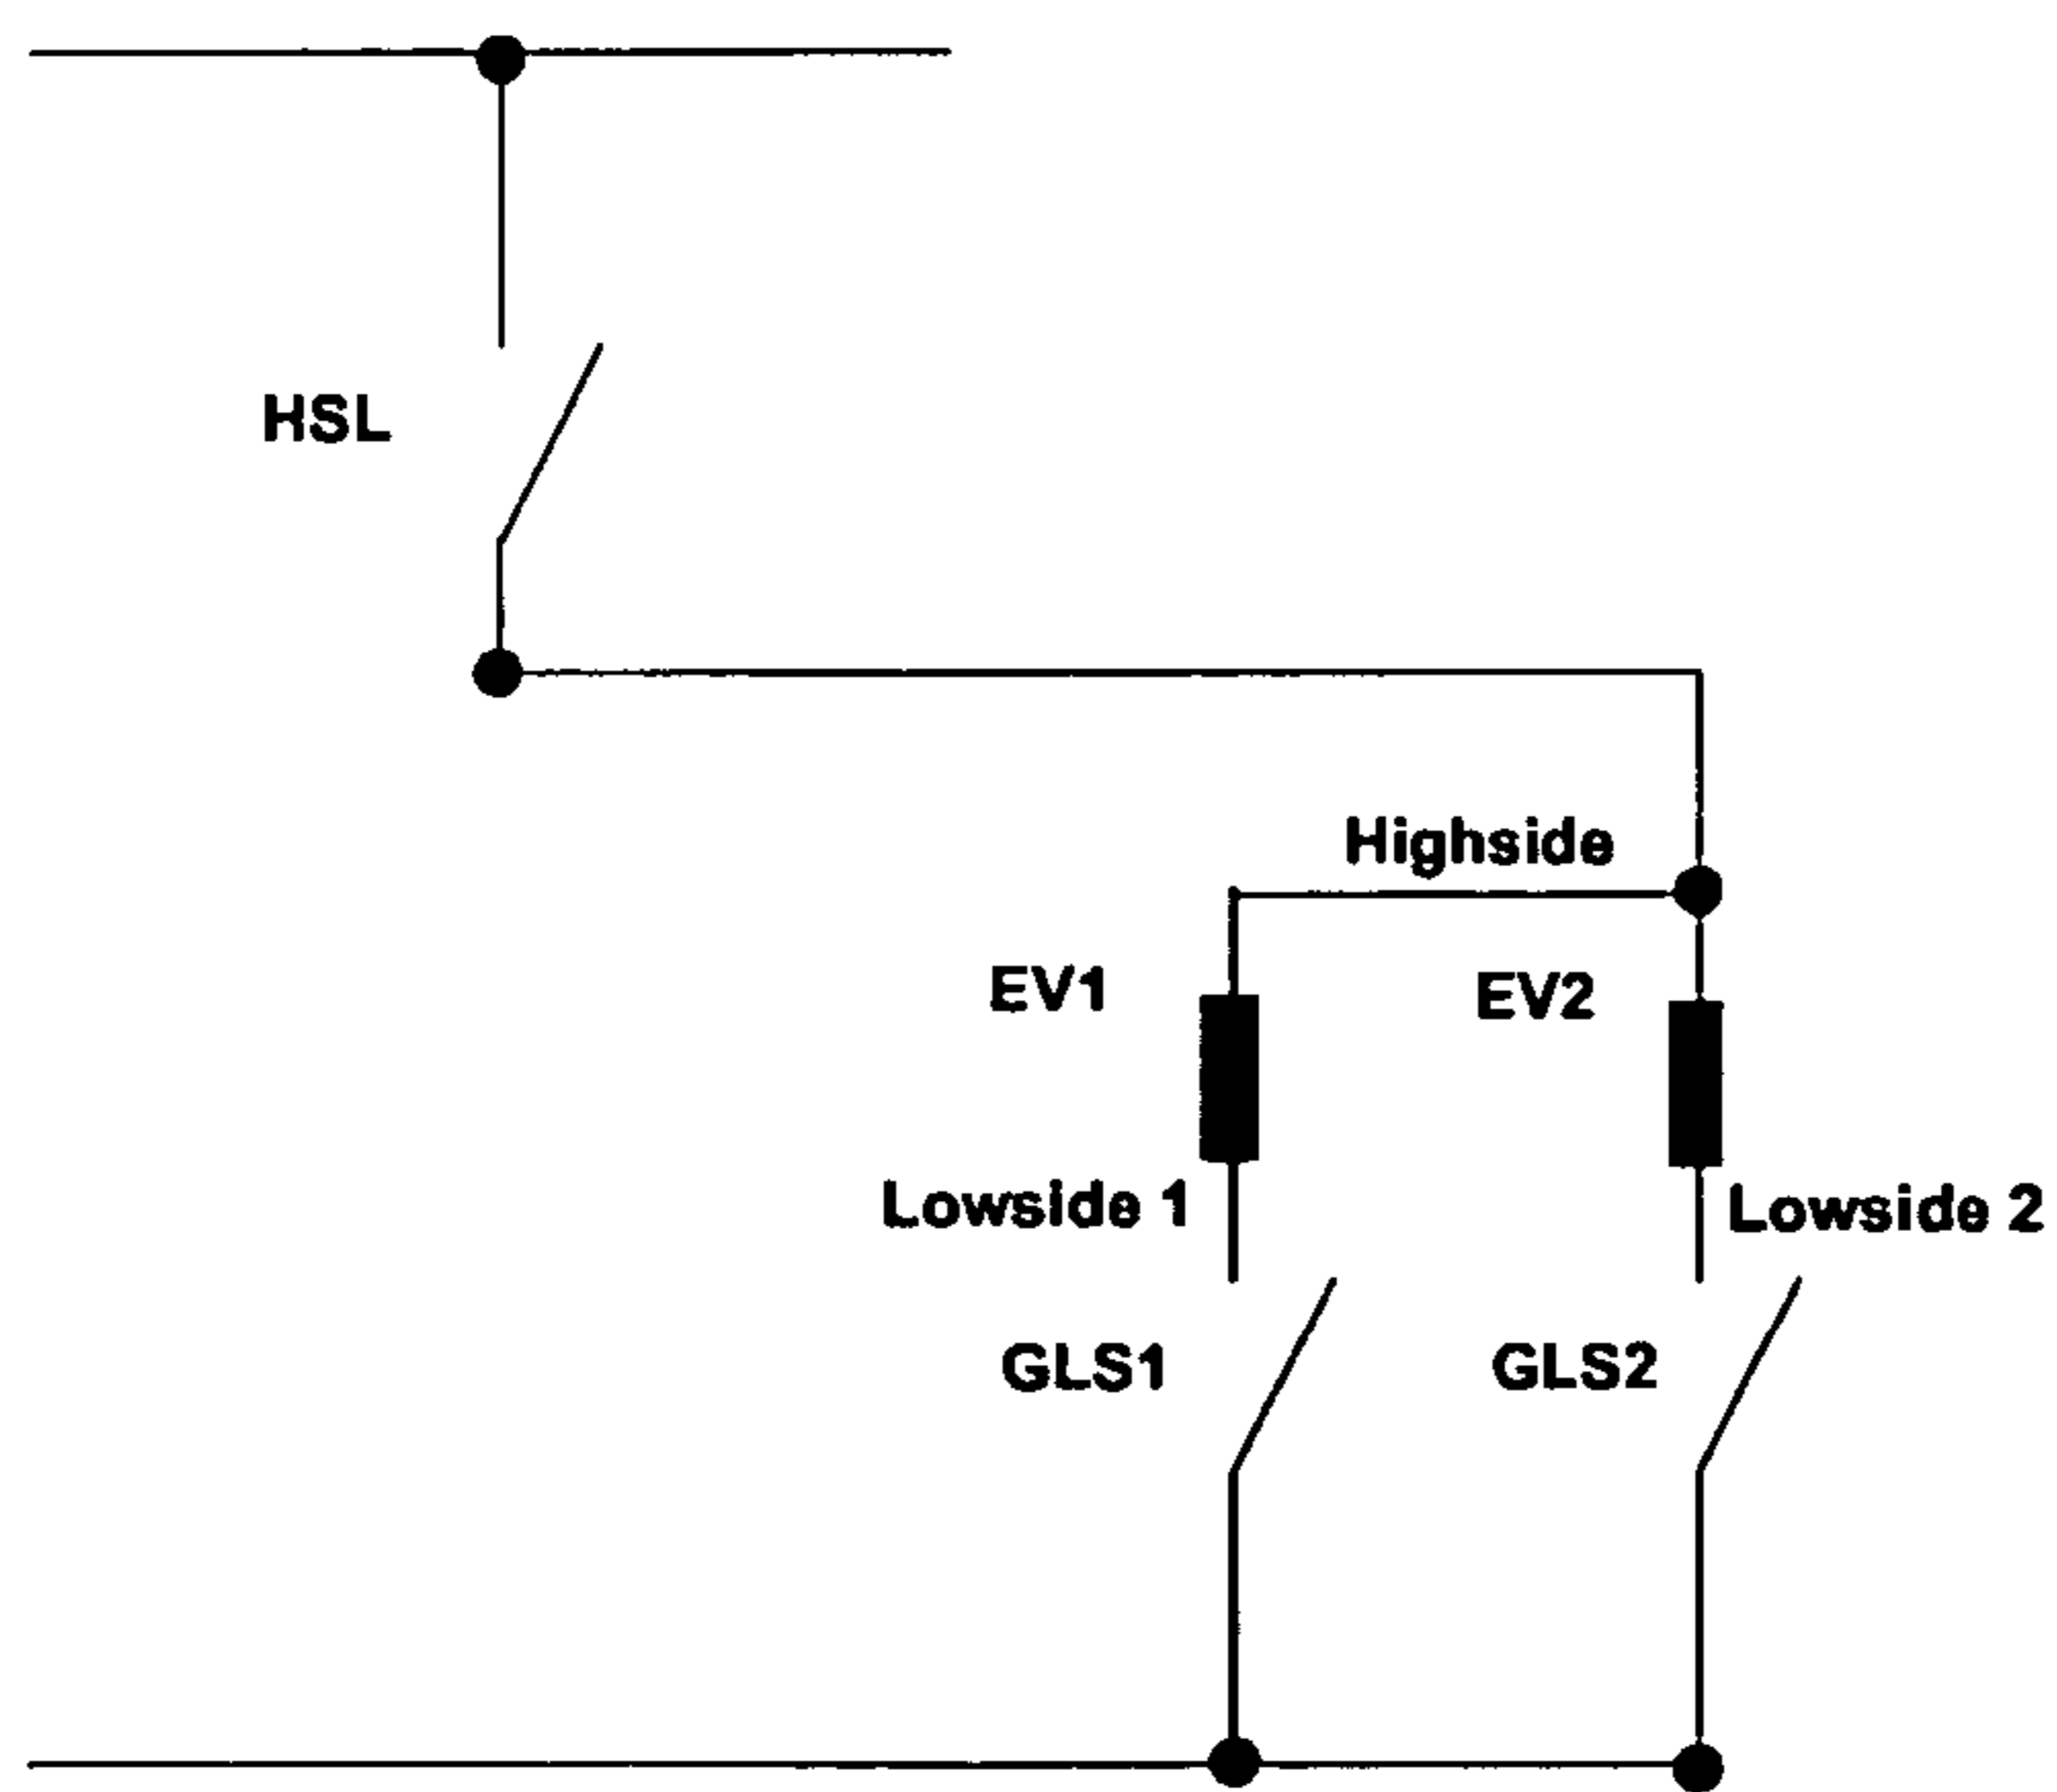 HSL
Highside
EV1
EV2
Lowside 1
Lowside 2
GLS1
GLS2